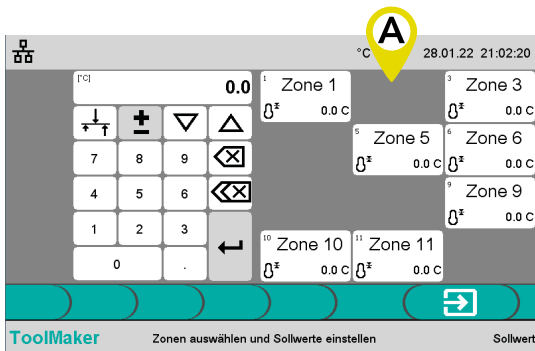 A
°C 28.01.22 21:02:20
[°C] 0.0
7 8 9
4 5 6
1 2 3
0 .
1 Zone 1
0.0 C
3 Zone 3
0.0 C
5 Zone 5
0.0 C
6 Zone 6
0.0 C
9 Zone 9
0.0 C
10 Zone 10
0.0 C
11 Zone 11
0.0 C
ToolMaker Zonen auswählen und Sollwerte einstellen Sollwert